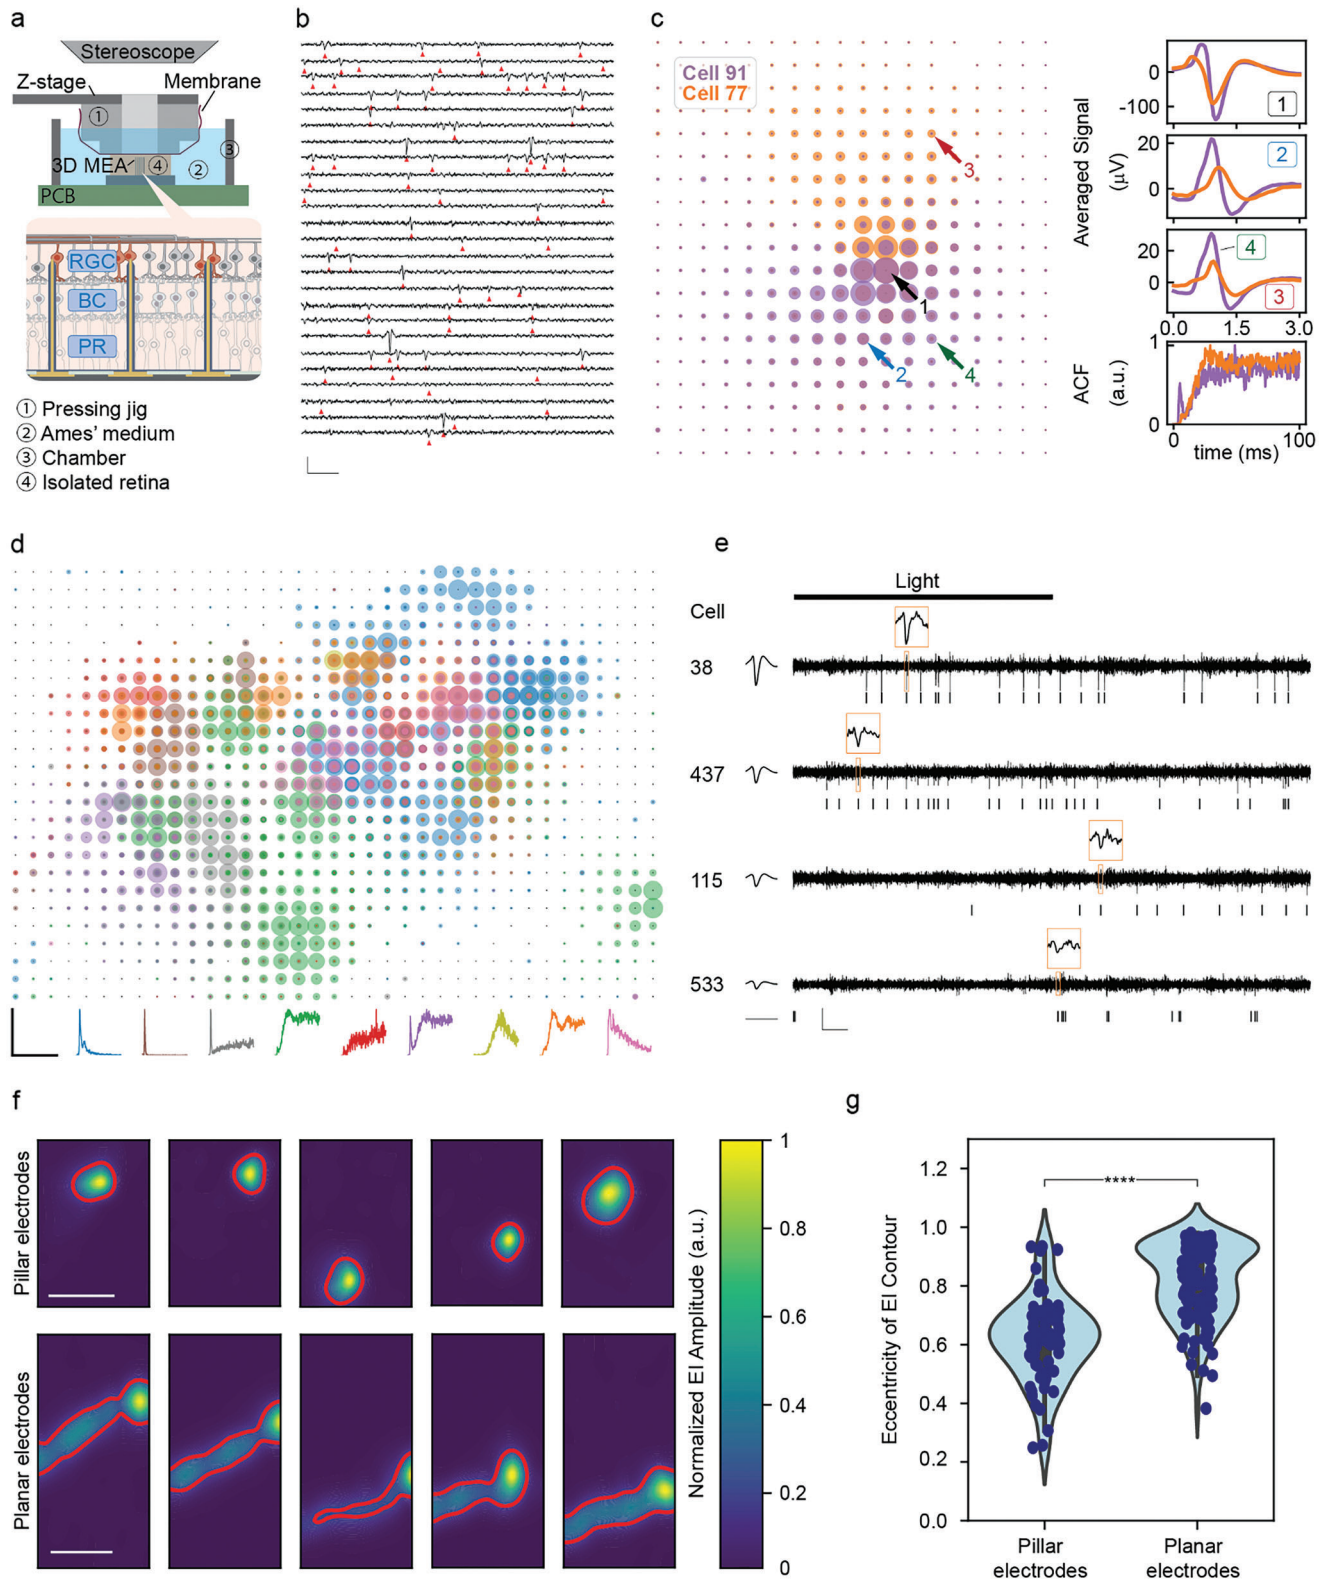 a
Stereoscope
Z-stage
Membrane
①
③
3D MEA
④
②
PCB
RGC
BC
PR
① Pressing jig
② Ames' medium
③ Chamber
④ Isolated retina
b
c
Cell 91
Cell 77
3
1
2
4
Averaged Signal
(μV)
0
-100
1
20
0
2
20
0
4
3
0.0 1.5 3.0
ACF
(a.u.)
1
0
0 100
time (ms)
d
e
Light
Cell
38
437
115
533
f
Pillar electrodes
Planar electrodes
1
0.8
0.6
0.4
0.2
0
Normalized EI Amplitude (a.u.)
g
Eccentricity of EI Contour
1.2
1.0
0.8
0.6
0.4
0.2
0.0
****
Pillar
electrodes
Planar
electrodes